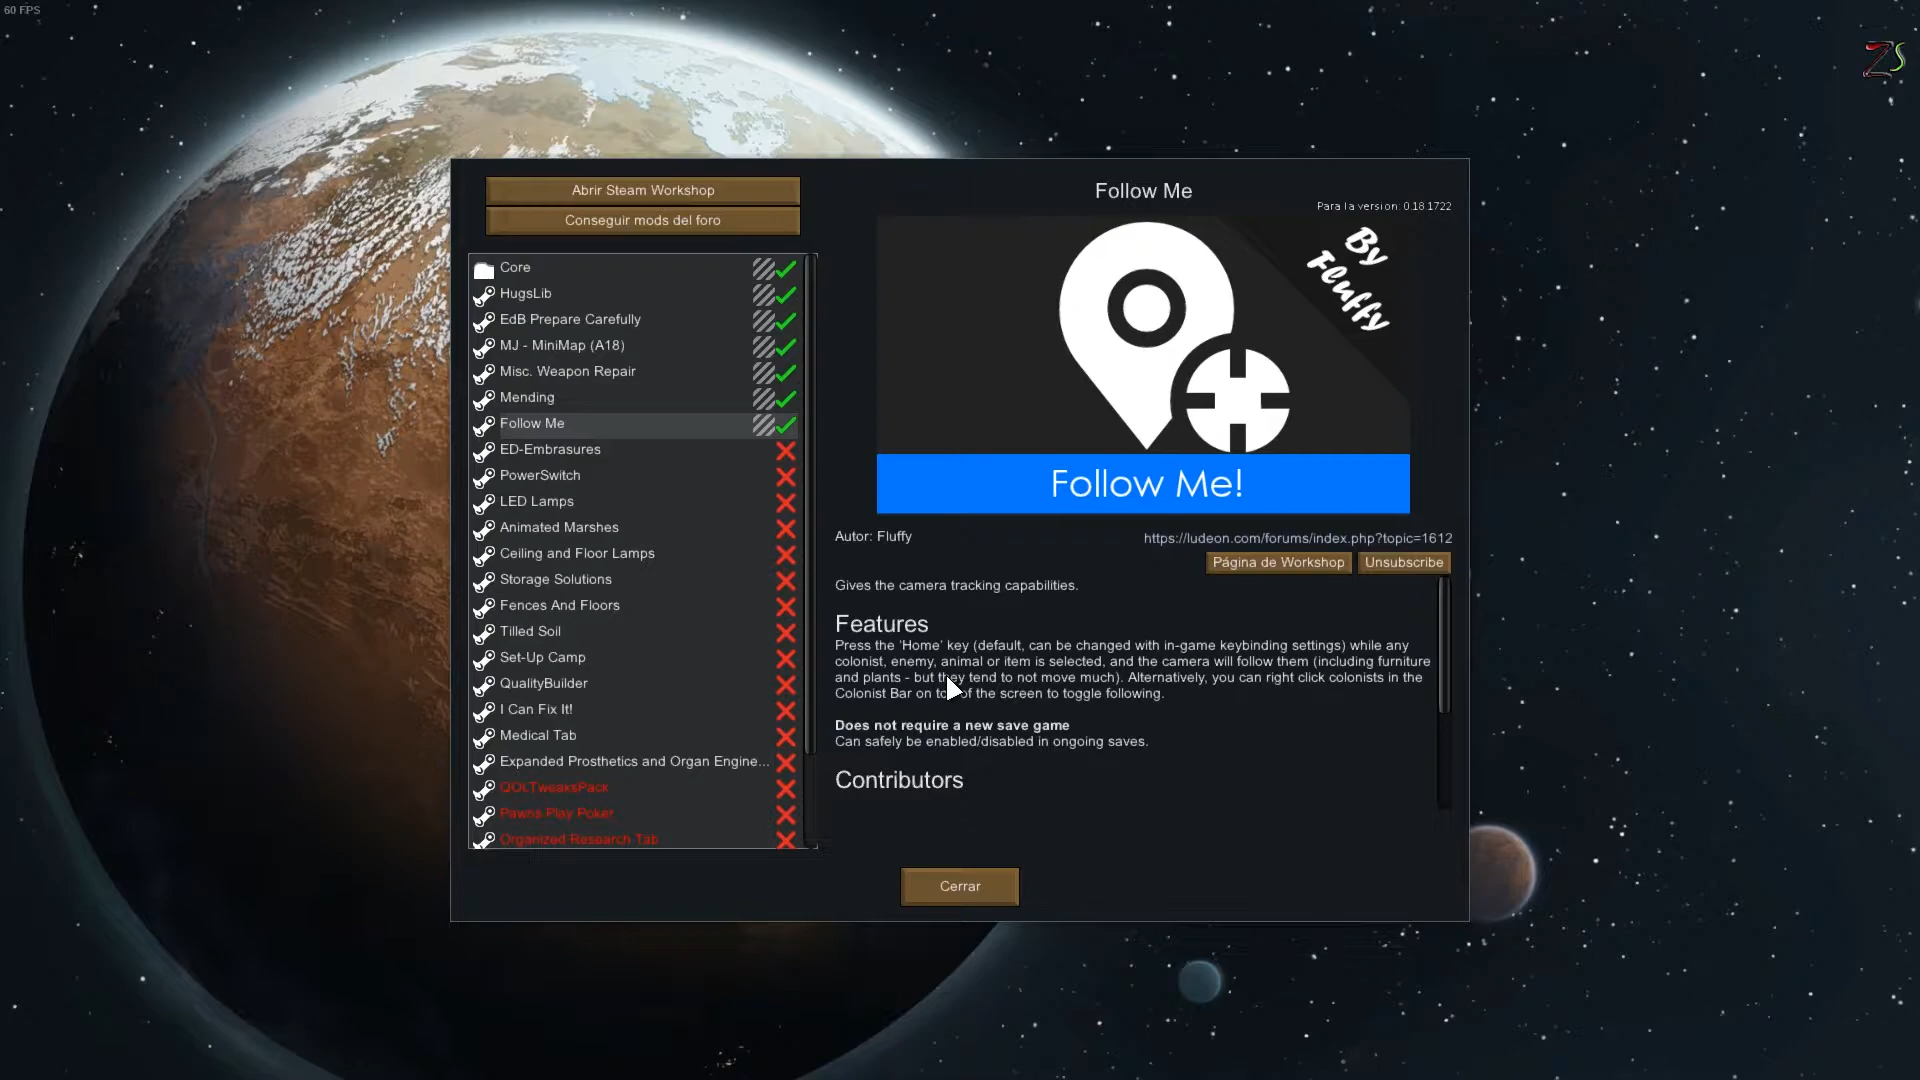 60 FPS
ZS
Abrir Steam Workshop
Conseguir mods del foro
Core
HugsLib
EdB Prepare Carefully
MJ - MiniMap (A18)
Misc. Weapon Repair
Mending
Follow Me
ED-Embrasures
PowerSwitch
LED Lamps
Animated Marshes
Ceiling and Floor Lamps
Storage Solutions
Fences And Floors
Tilled Soil
Set-Up Camp
QualityBuilder
I Can Fix It!
Medical Tab
Expanded Prosthetics and Organ Engine...
QOLTweaksPack
Pawns Play Poker
Organized Research Tab
Follow Me
Para la version: 0.18.1722
By
Fluffy
Follow Me!
Autor: Fluffy
https://ludeon.com/forums/index.php?topic=1612
Página de Workshop
Unsubscribe
Gives the camera tracking capabilities.
Features
Press the 'Home' key (default, can be changed with in-game keybinding settings) while any
colonist, enemy, animal or item is selected, and the camera will follow them (including furniture
and plants - but they tend to not move much). Alternatively, you can right click colonists in the
Colonist Bar on top of the screen to toggle following.
Does not require a new save game
Can safely be enabled/disabled in ongoing saves.
Contributors
Cerrar